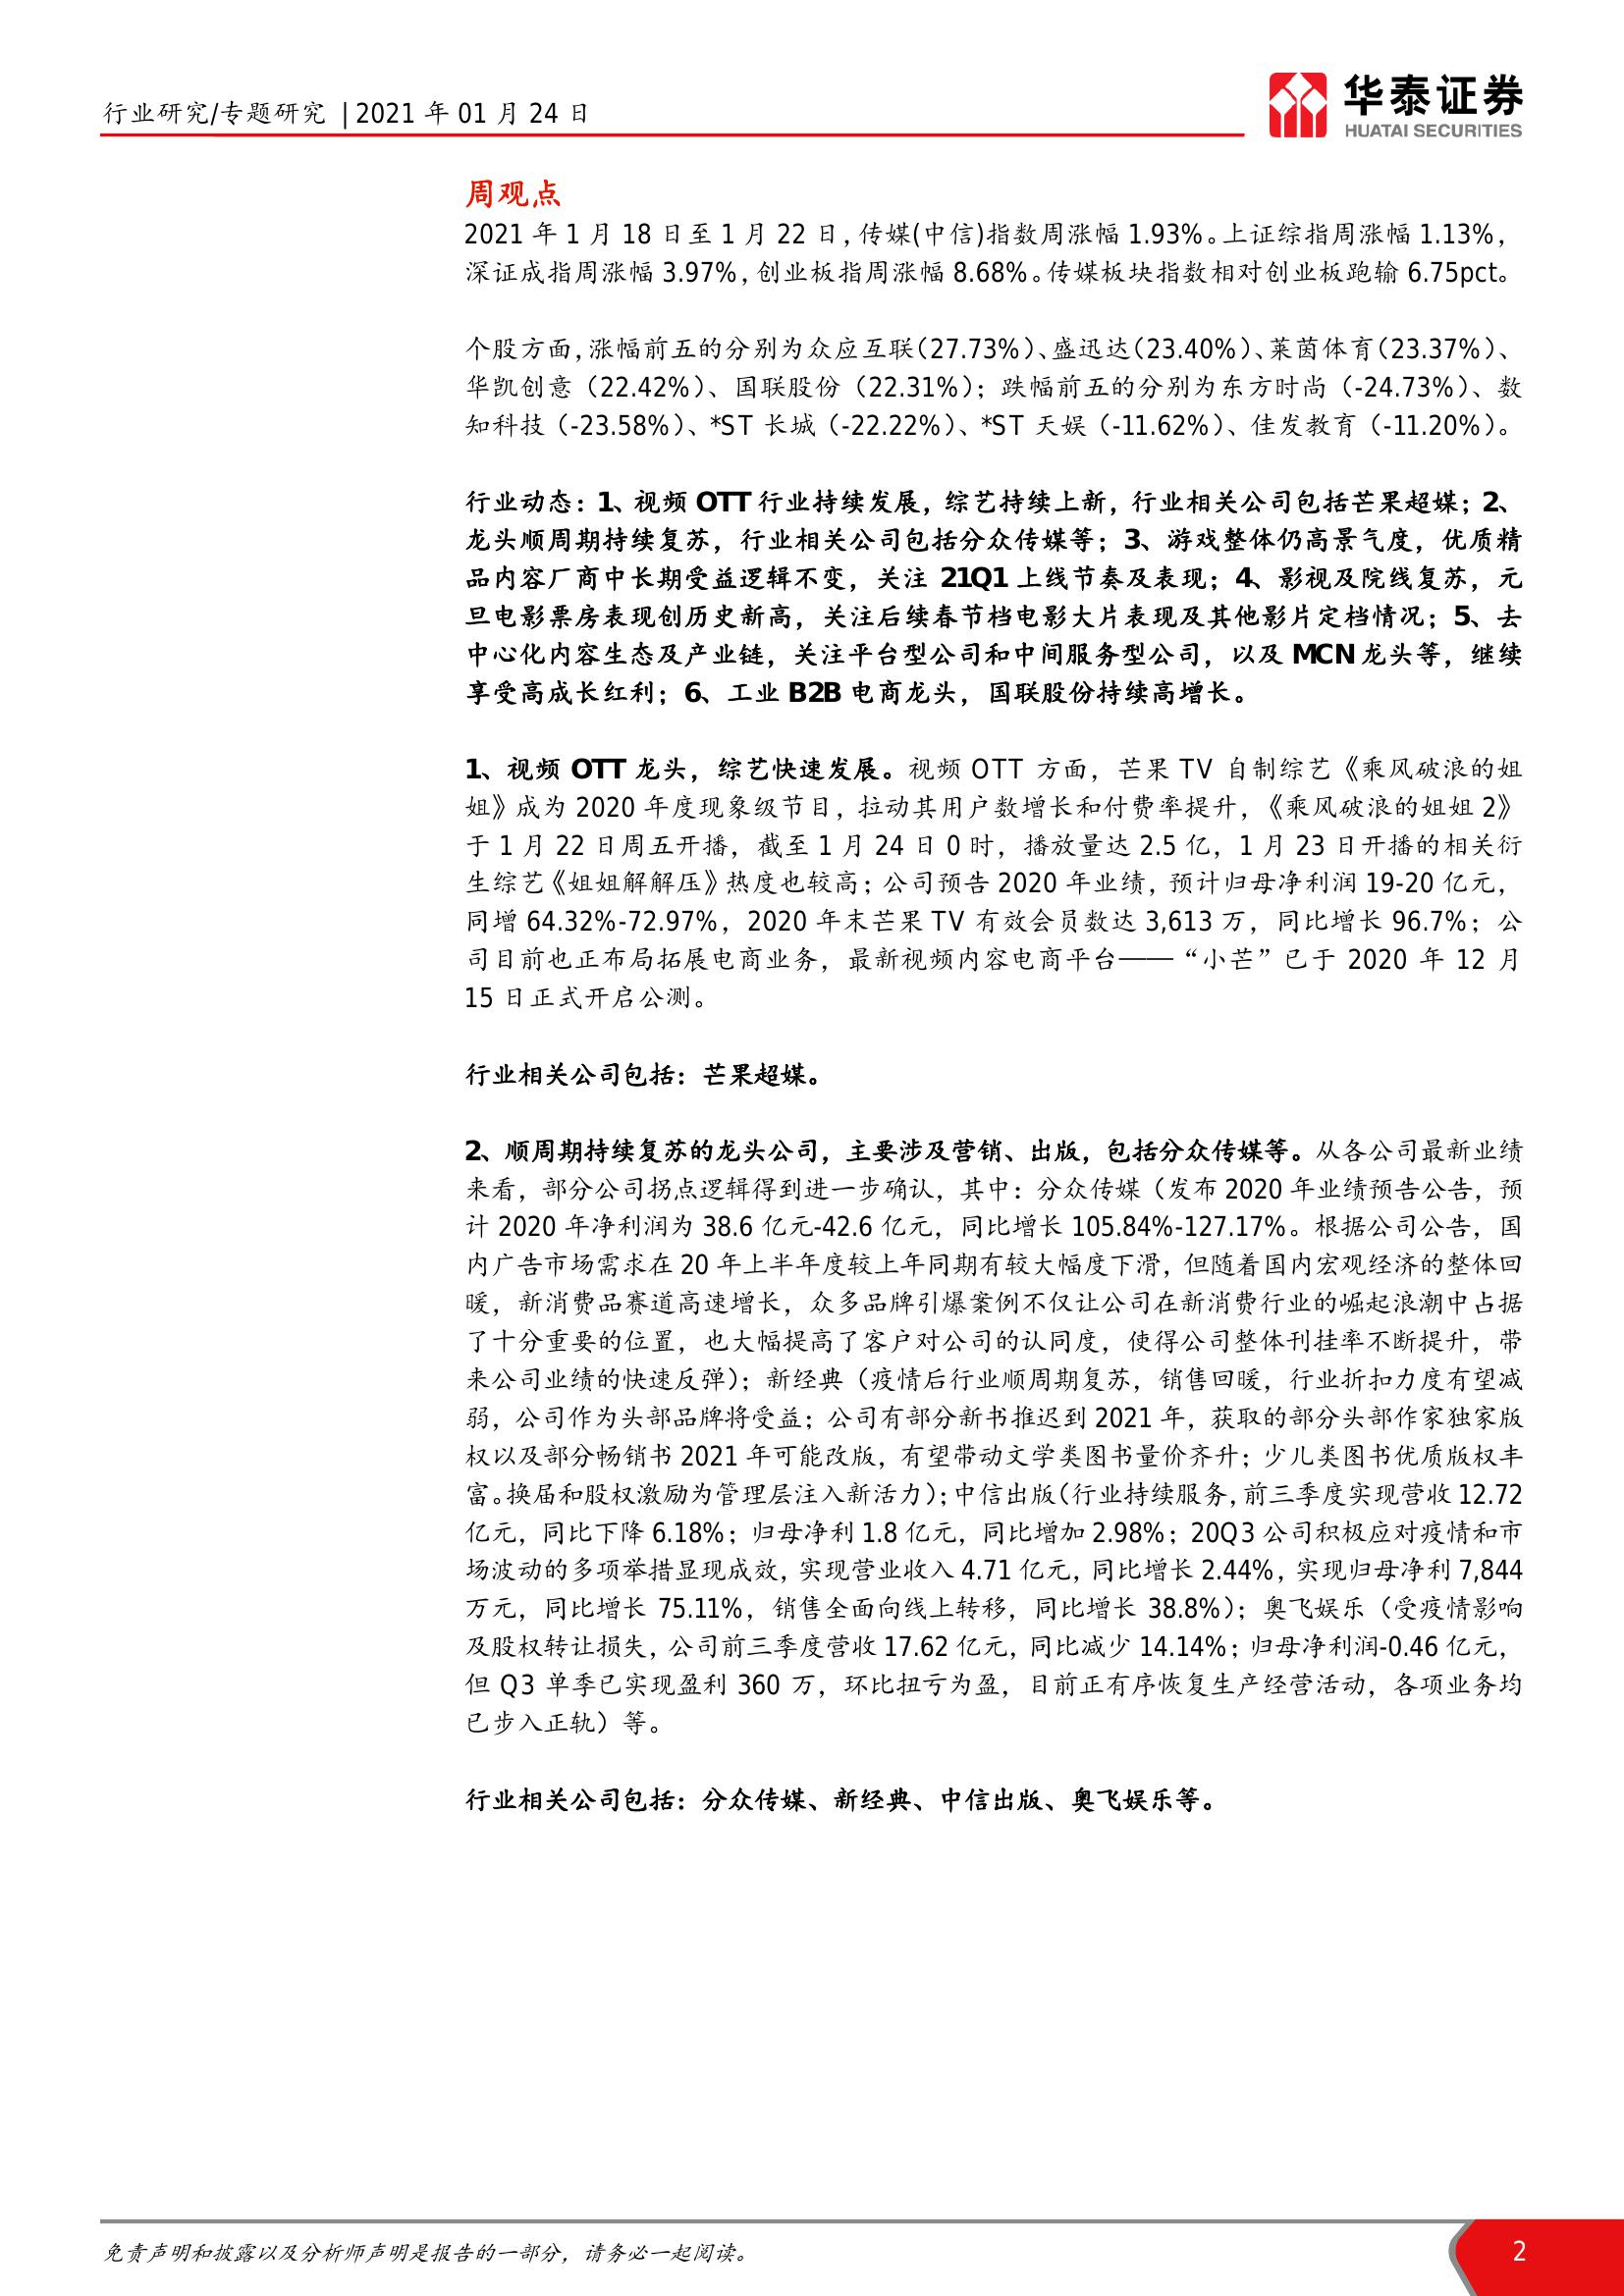 行业研究/专题研究 | 2021 年 01 月 24 日
华泰证券
HUATAI SECURITIES
周观点
2021 年 1 月 18 日至 1 月 22 日，传媒(中信)指数周涨幅 1.93%。上证综指周涨幅 1.13%，
深证成指周涨幅 3.97%，创业板指周涨幅 8.68%。传媒板块指数相对创业板跑输 6.75pct。
个股方面，涨幅前五的分别为众应互联（27.73%）、盛迅达（23.40%）、莱茵体育（23.37%）、
华凯创意（22.42%）、国联股份（22.31%）；跌幅前五的分别为东方时尚（-24.73%）、数
知科技（-23.58%）、*ST 长城（-22.22%）、*ST 天娱（-11.62%）、佳发教育（-11.20%）。
行业动态：1、视频 OTT 行业持续发展，综艺持续上新，行业相关公司包括芒果超媒；2、
龙头顺周期持续复苏，行业相关公司包括分众传媒等；3、游戏整体仍高景气度，优质精
品内容厂商中长期受益逻辑不变，关注 21Q1 上线节奏及表现；4、影视及院线复苏，元
旦电影票房表现创历史新高，关注后续春节档电影大片表现及其他影片定档情况；5、去
中心化内容生态及产业链，关注平台型公司和中间服务型公司，以及 MCN 龙头等，继续
享受高成长红利；6、工业 B2B 电商龙头，国联股份持续高增长。
1、视频 OTT 龙头，综艺快速发展。视频 OTT 方面，芒果 TV 自制综艺《乘风破浪的姐
姐》成为 2020 年度现象级节目，拉动其用户数增长和付费率提升，《乘风破浪的姐姐 2》
于 1 月 22 日周五开播，截至 1 月 24 日 0 时，播放量达 2.5 亿，1 月 23 日开播的相关衍
生综艺《姐姐解解压》热度也较高；公司预告 2020 年业绩，预计归母净利润 19-20 亿元，
同增 64.32%-72.97%，2020 年末芒果 TV 有效会员数达 3,613 万，同比增长 96.7%；公
司目前也正布局拓展电商业务，最新视频内容电商平台——“小芒”已于 2020 年 12 月
15 日正式开启公测。
行业相关公司包括：芒果超媒。
2、顺周期持续复苏的龙头公司，主要涉及营销、出版，包括分众传媒等。从各公司最新业绩
来看，部分公司拐点逻辑得到进一步确认，其中：分众传媒（发布 2020 年业绩预告公告，预
计 2020 年净利润为 38.6 亿元-42.6 亿元，同比增长 105.84%-127.17%。根据公司公告，国
内广告市场需求在 20 年上半年度较上年同期有较大幅度下滑，但随着国内宏观经济的整体回
暖，新消费品赛道高速增长，众多品牌引爆案例不仅让公司在新消费行业的崛起浪潮中占据
了十分重要的位置，也大幅提高了客户对公司的认同度，使得公司整体刊挂率不断提升，带
来公司业绩的快速反弹）；新经典（疫情后行业顺周期复苏，销售回暖，行业折扣力度有望减
弱，公司作为头部品牌将受益；公司有部分新书推迟到 2021 年，获取的部分头部作家独家版
权以及部分畅销书 2021 年可能改版，有望带动文学类图书量价齐升；少儿类图书优质版权丰
富。换届和股权激励为管理层注入新活力）；中信出版（行业持续服务，前三季度实现营收 12.72
亿元，同比下降 6.18%；归母净利 1.8 亿元，同比增加 2.98%；20Q3 公司积极应对疫情和市
场波动的多项举措显现成效，实现营业收入 4.71 亿元，同比增长 2.44%，实现归母净利 7,844
万元，同比增长 75.11%，销售全面向线上转移，同比增长 38.8%）；奥飞娱乐（受疫情影响
及股权转让损失，公司前三季度营收 17.62 亿元，同比减少 14.14%；归母净利润-0.46 亿元，
但 Q3 单季已实现盈利 360 万，环比扭亏为盈，目前正有序恢复生产经营活动，各项业务均
已步入正轨）等。
行业相关公司包括：分众传媒、新经典、中信出版、奥飞娱乐等。
免责声明和披露以及分析师声明是报告的一部分，请务必一起阅读。
2